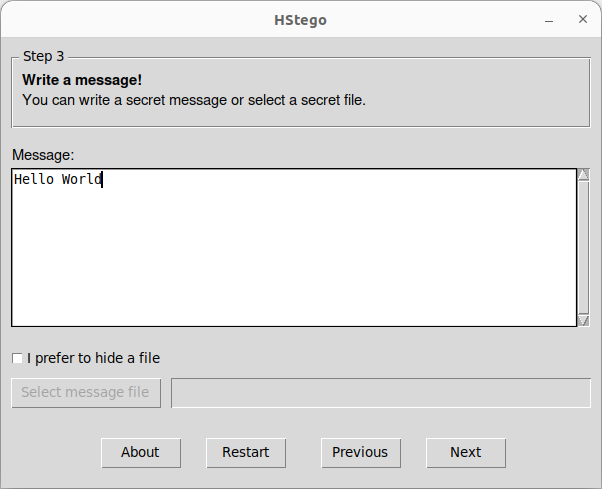 HStego
Step 3
Write a message!
You can write a secret message or select a secret file.
Message:
Hello World
I prefer to hide a file
Select message file
About Restart Previous Next